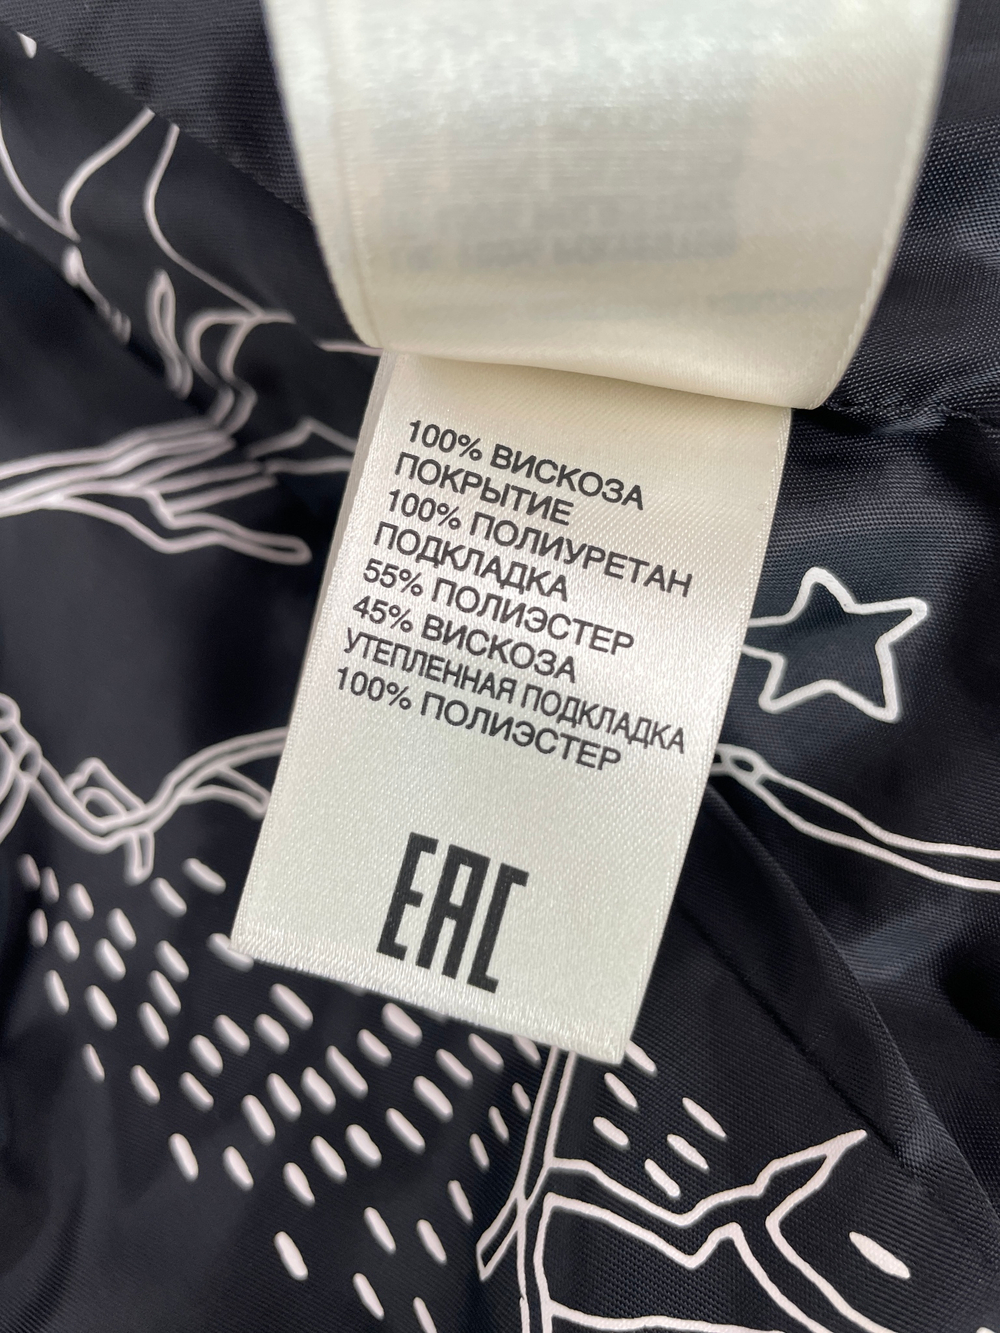 100% ВИСКОЗА
ПОКРЫТИЕ
100% ПОЛИУРЕТАН
ПОДКЛАДКА
55% ПОЛИЭСТЕР
45% ВИСКОЗА
УТЕПЛЕННАЯ ПОДКЛАДКА
100% ПОЛИЭСТЕР
EAC